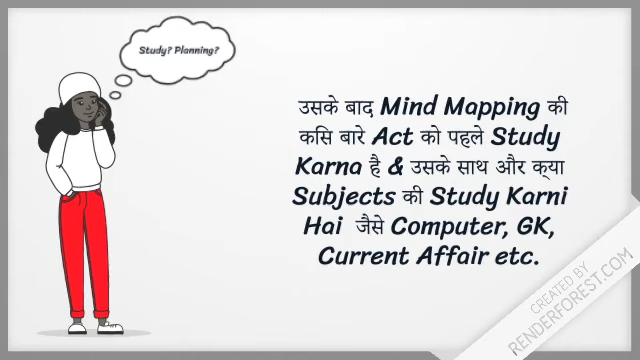 Study? Planning?
उसके बाद Mind Mapping की
कसि बारे Act को पहले Study
Karna है & उसके साथ और क्या
Subjects की Study Karni
Hai जैसे Computer, GK,
Current Affair etc.
CREATED BY
RENDERFOREST.COM